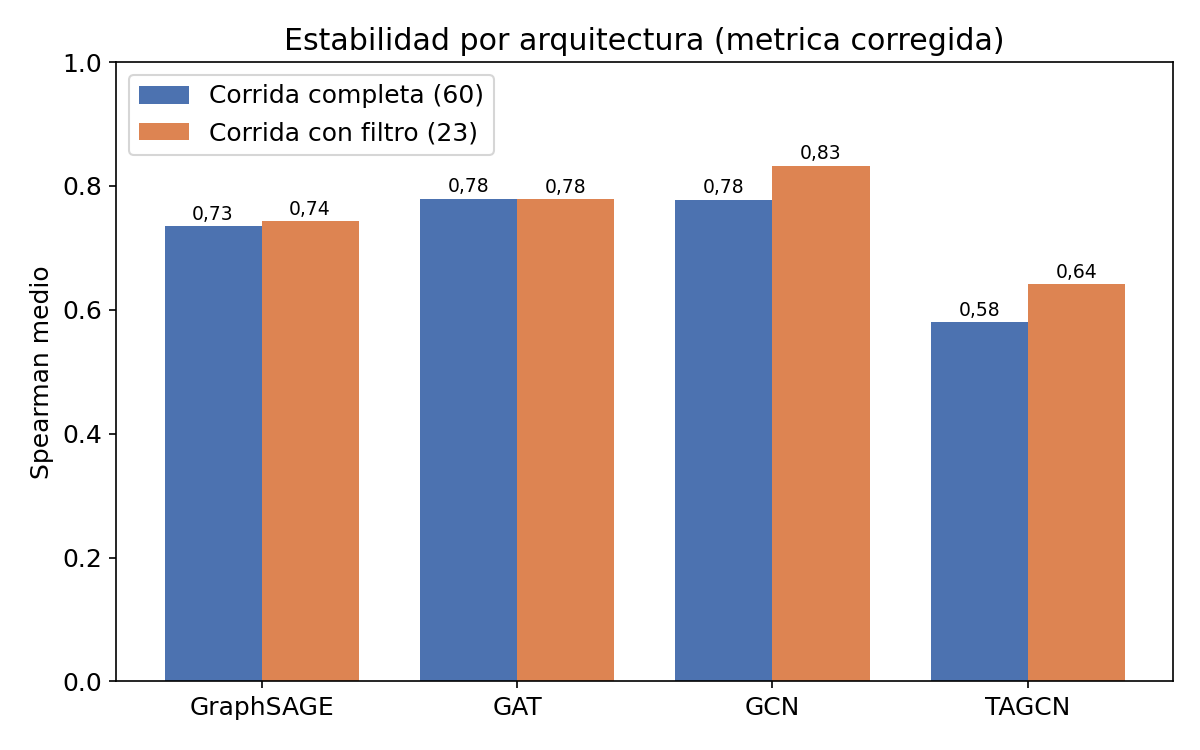 Estabilidad por arquitectura (metrica corregida)
Corrida completa (60)
Corrida con filtro (23)
Spearman medio
1.0
0.8
0.6
0.4
0.2
0.0
0,73
0,74
0,78
0,78
0,78
0,83
0,58
0,64
GraphSAGE
GAT
GCN
TAGCN